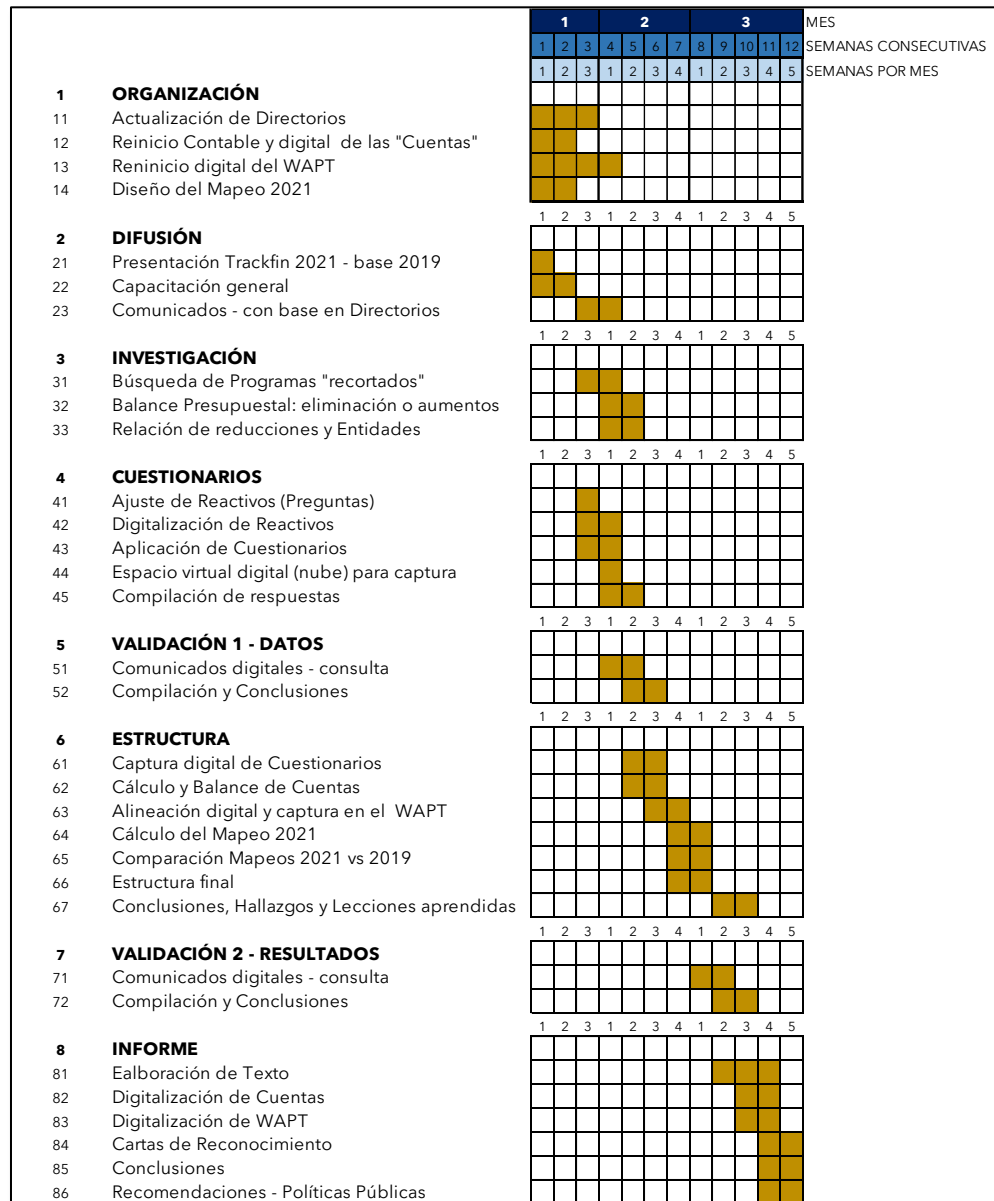 1 2 3 MES
1 2 3 4 5 6 7 8 9 10 11 12 SEMANAS CONSECUTIVAS
1 2 3 1 2 3 4 1 2 3 4 5 SEMANAS POR MES
1 ORGANIZACIÓN
11 Actualización de Directorios
12 Reinicio Contable y digital de las "Cuentas"
13 Reninicio digital del WAPT
14 Diseño del Mapeo 2021
1 2 3 1 2 3 4 1 2 3 4 5
2 DIFUSIÓN
21 Presentación Trackfin 2021 - base 2019
22 Capacitación general
23 Comunicados - con base en Directorios
1 2 3 1 2 3 4 1 2 3 4 5
3 INVESTIGACIÓN
31 Búsqueda de Programas "recortados"
32 Balance Presupuestal: eliminación o aumentos
33 Relación de reducciones y Entidades
1 2 3 1 2 3 4 1 2 3 4 5
4 CUESTIONARIOS
41 Ajuste de Reactivos (Preguntas)
42 Digitalización de Reactivos
43 Aplicación de Cuestionarios
44 Espacio virtual digital (nube) para captura
45 Compilación de respuestas
1 2 3 1 2 3 4 1 2 3 4 5
5 VALIDACIÓN 1 - DATOS
51 Comunicados digitales - consulta
52 Compilación y Conclusiones
1 2 3 1 2 3 4 1 2 3 4 5
6 ESTRUCTURA
61 Captura digital de Cuestionarios
62 Cálculo y Balance de Cuentas
63 Alineación digital y captura en el WAPT
64 Cálculo del Mapeo 2021
65 Comparación Mapeos 2021 vs 2019
66 Estructura final
67 Conclusiones, Hallazgos y Lecciones aprendidas
1 2 3 1 2 3 4 1 2 3 4 5
7 VALIDACIÓN 2 - RESULTADOS
71 Comunicados digitales - consulta
72 Compilación y Conclusiones
1 2 3 1 2 3 4 1 2 3 4 5
8 INFORME
81 Ealboración de Texto
82 Digitalización de Cuentas
83 Digitalización de WAPT
84 Cartas de Reconocimiento
85 Conclusiones
86 Recomendaciones - Políticas Públicas